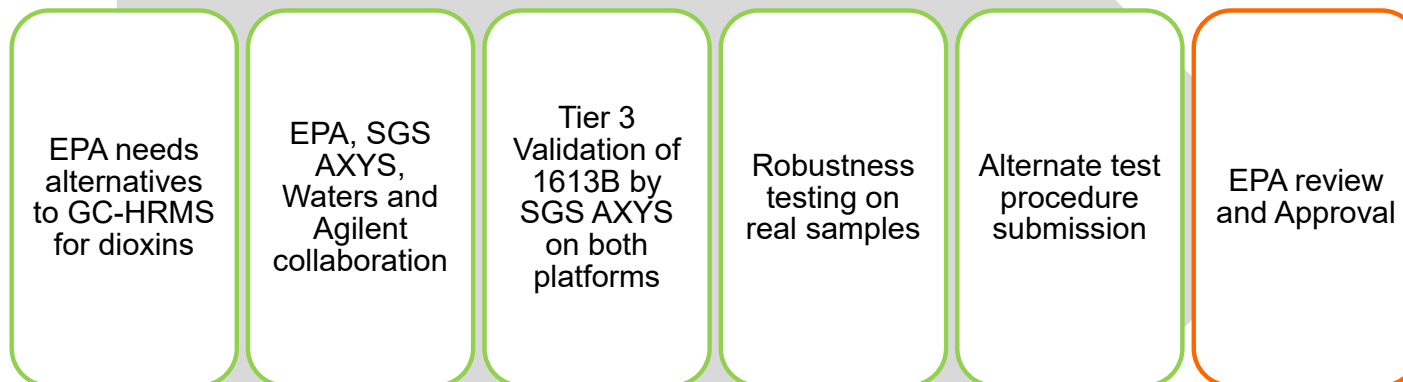 EPA needs
alternatives
to GC-HRMS
for dioxins
EPA, SGS
AXYS,
Waters and
Agilent
collaboration
Tier 3
Validation of
1613B by
SGS AXYS
on both
platforms
Robustness
testing on
real samples
Alternate test
procedure
submission
EPA review
and Approval